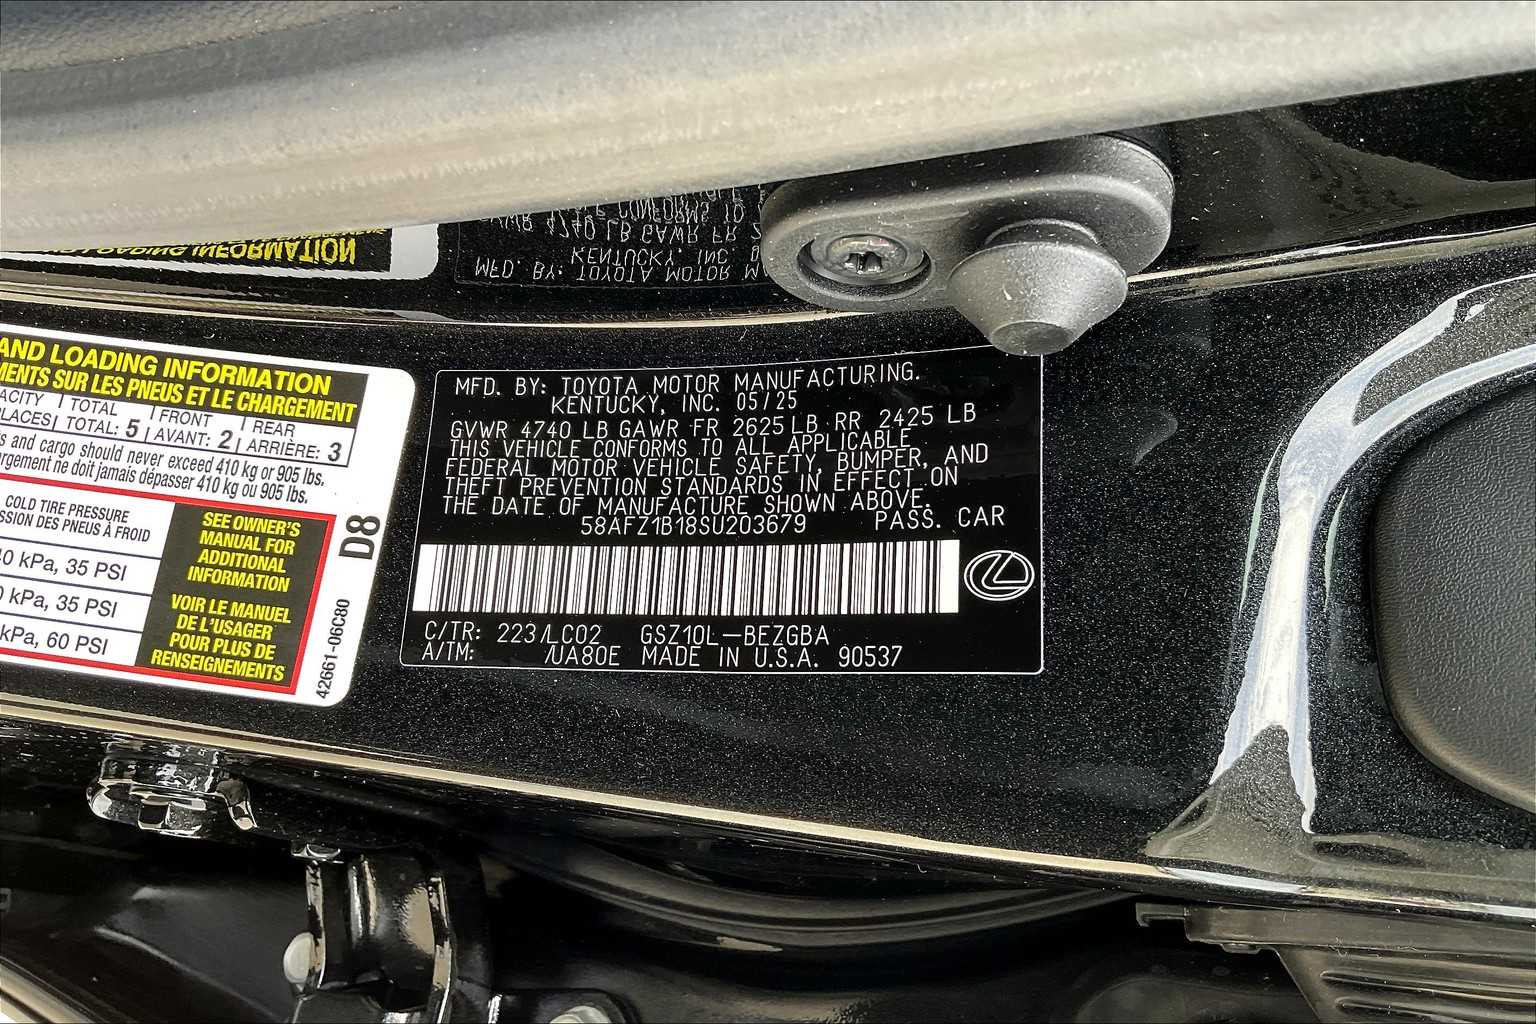 AND LOADING INFORMATION
MENTS SUR LES PNEUS ET LE CHARGEMENT
TOTAL FRONT REAR
TOTAL: 5 AVANT: 2 ARRIÈRE: 3
and cargo should never exceed 410 kg or 905 lbs.
ne doit jamais dépasser 410 kg ou 905 lbs.
COLD TIRE PRESSURE
DES PNEUS À FROID
kPa, 35 PSI
kPa, 35 PSI
kPa, 60 PSI
SEE OWNER'S
MANUAL FOR
ADDITIONAL
INFORMATION
VOIR LE MANUEL
DE L'USAGER
POUR PLUS DE
RENSEIGNEMENTS
D8
42661-06C80
MFD. BY: TOYOTA MOTOR MANUFACTURING.
KENTUCKY, INC. 05/25
GVWR 4740 LB GAWR FR 2625 LB RR 2425 LB
THIS VEHICLE CONFORMS TO ALL APPLICABLE
FEDERAL MOTOR VEHICLE SAFETY, BUMPER, AND
THEFT PREVENTION STANDARDS IN EFFECT ON
THE DATE OF MANUFACTURE SHOWN ABOVE.
58AFZ1B18SU203679 PASS. CAR
C/TR: 223/LC02 GSZ10L-BEZGBA
A/TM: /UA80E MADE IN U.S.A. 90537